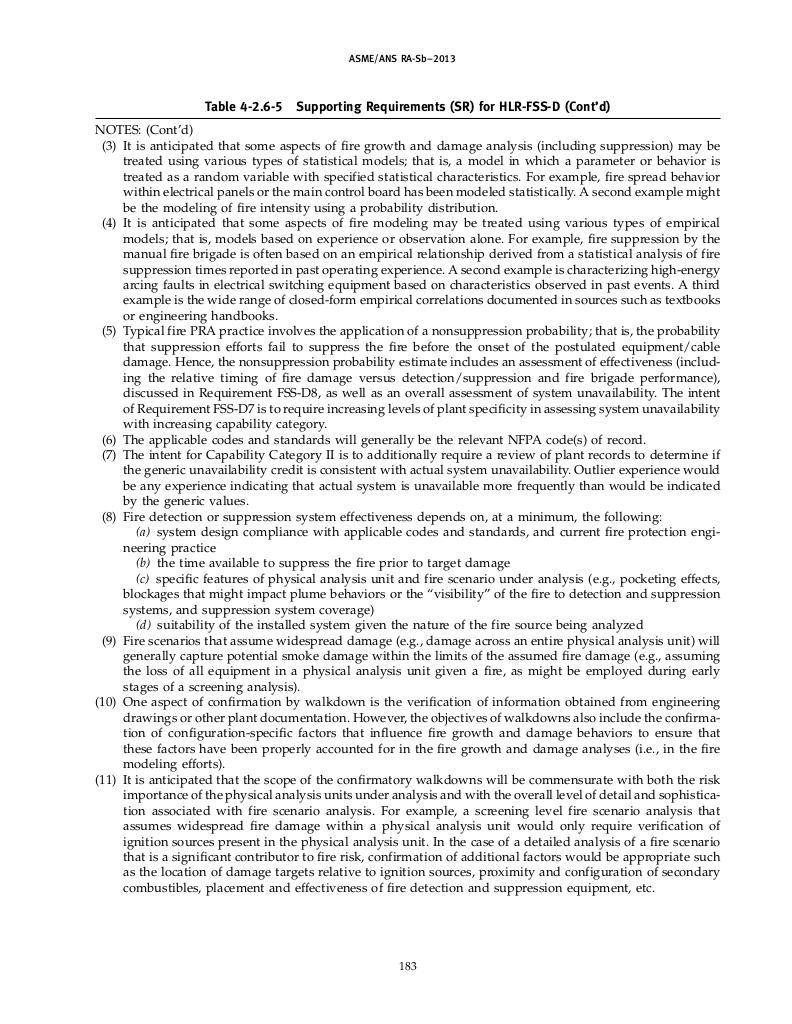 ASME/ANS RA-Sb–2013
Table 4-2.6-5 Supporting Requirements (SR) for HLR-FSS-D (Cont'd)
NOTES: (Cont'd)
(3) It is anticipated that some aspects of fire growth and damage analysis (including suppression) may be
treated using various types of statistical models; that is, a model in which a parameter or behavior is
treated as a random variable with specified statistical characteristics. For example, fire spread behavior
within electrical panels or the main control board has been modeled statistically. A second example might
be the modeling of fire intensity using a probability distribution.
(4) It is anticipated that some aspects of fire modeling may be treated using various types of empirical
models; that is, models based on experience or observation alone. For example, fire suppression by the
manual fire brigade is often based on an empirical relationship derived from a statistical analysis of fire
suppression times reported in past operating experience. A second example is characterizing high-energy
arcing faults in electrical switching equipment based on characteristics observed in past events. A third
example is the wide range of closed-form empirical correlations documented in sources such as textbooks
or engineering handbooks.
(5) Typical fire PRA practice involves the application of a nonsuppression probability; that is, the probability
that suppression efforts fail to suppress the fire before the onset of the postulated equipment/cable
damage. Hence, the nonsuppression probability estimate includes an assessment of effectiveness (includ-
ing the relative timing of fire damage versus detection/suppression and fire brigade performance),
discussed in Requirement FSS-D8, as well as an overall assessment of system unavailability. The intent
of Requirement FSS-D7 is to require increasing levels of plant specificity in assessing system unavailability
with increasing capability category.
(6) The applicable codes and standards will generally be the relevant NFPA code(s) of record.
(7) The intent for Capability Category II is to additionally require a review of plant records to determine if
the generic unavailability credit is consistent with actual system unavailability. Outlier experience would
be any experience indicating that actual system is unavailable more frequently than would be indicated
by the generic values.
(8) Fire detection or suppression system effectiveness depends on, at a minimum, the following:
(a) system design compliance with applicable codes and standards, and current fire protection engi-
neering practice
(b) the time available to suppress the fire prior to target damage
(c) specific features of physical analysis unit and fire scenario under analysis (e.g., pocketing effects,
blockages that might impact plume behaviors or the “visibility” of the fire to detection and suppression
systems, and suppression system coverage)
(d) suitability of the installed system given the nature of the fire source being analyzed
(9) Fire scenarios that assume widespread damage (e.g., damage across an entire physical analysis unit) will
generally capture potential smoke damage within the limits of the assumed fire damage (e.g., assuming
the loss of all equipment in a physical analysis unit given a fire, as might be employed during early
stages of a screening analysis).
(10) One aspect of confirmation by walkdown is the verification of information obtained from engineering
drawings or other plant documentation. However, the objectives of walkdowns also include the confirma-
tion of configuration-specific factors that influence fire growth and damage behaviors to ensure that
these factors have been properly accounted for in the fire growth and damage analyses (i.e., in the fire
modeling efforts).
(11) It is anticipated that the scope of the confirmatory walkdowns will be commensurate with both the risk
importance of the physical analysis units under analysis and with the overall level of detail and sophistica-
tion associated with fire scenario analysis. For example, a screening level fire scenario analysis that
assumes widespread fire damage within a physical analysis unit would only require verification of
ignition sources present in the physical analysis unit. In the case of a detailed analysis of a fire scenario
that is a significant contributor to fire risk, confirmation of additional factors would be appropriate such
as the location of damage targets relative to ignition sources, proximity and configuration of secondary
combustibles, placement and effectiveness of fire detection and suppression equipment, etc.
183